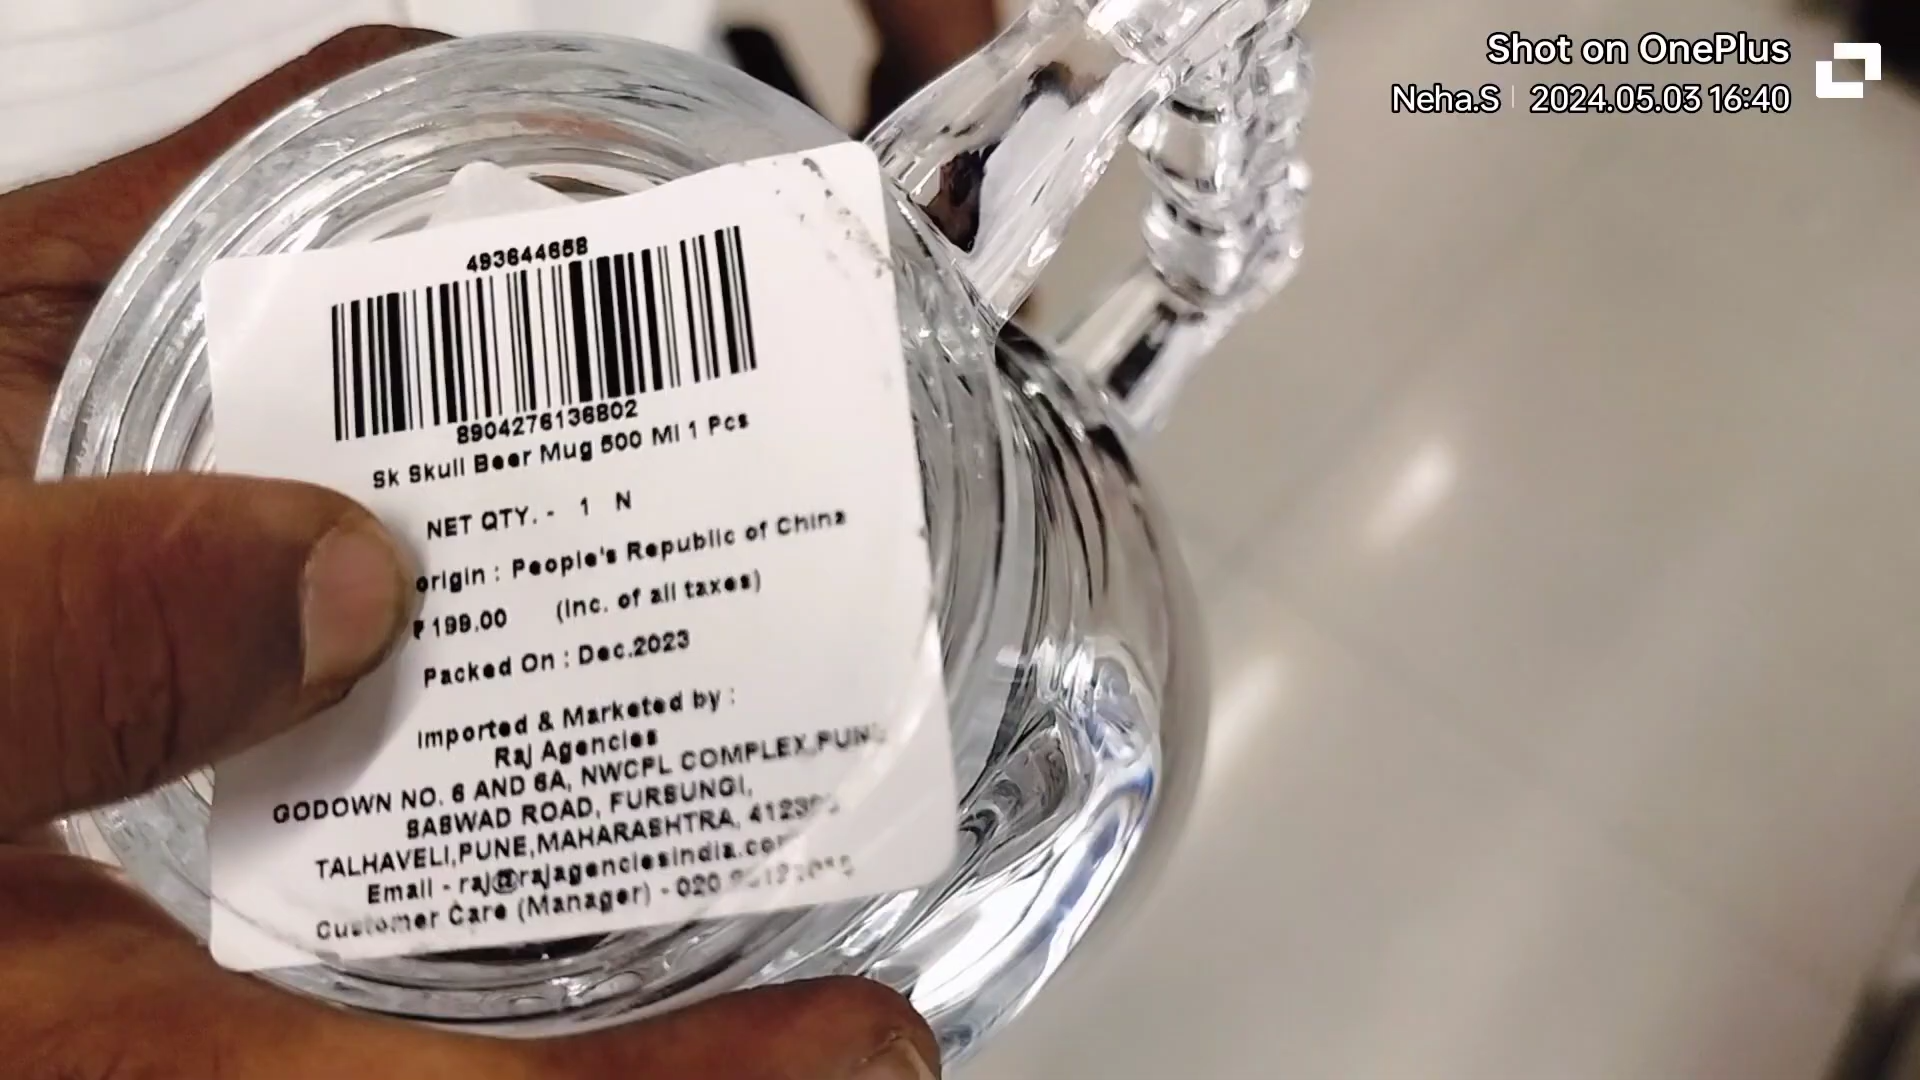 Shot on OnePlus
Neha.S 2024.05.03 16:40
493644658
8904276136802
Sk Skull Beer Mug 500 Ml 1 Pcs
NET QTY. - 1 N
origin : People's Republic of China
₹199.00 (Inc. of all taxes)
Packed On : Dec.2023
Imported & Marketed by :
Raj Agencies
GODOWN NO. 6 AND 6A, NWCPL COMPLEX,PUNE
SASWAD ROAD, FURSUNGI,
TALHAVELI,PUNE,MAHARASHTRA,
Email - raj@rajagenciesindia.com
Customer Care (Manager) - 020